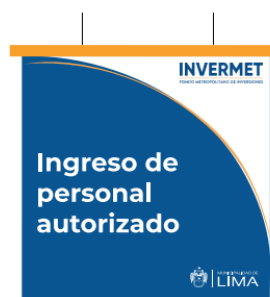 INVERMET
FONDO METROPOLITANO DE INVERSIONES
Ingreso de
personal
autorizado
MUNICIPALIDAD DE
LIMA